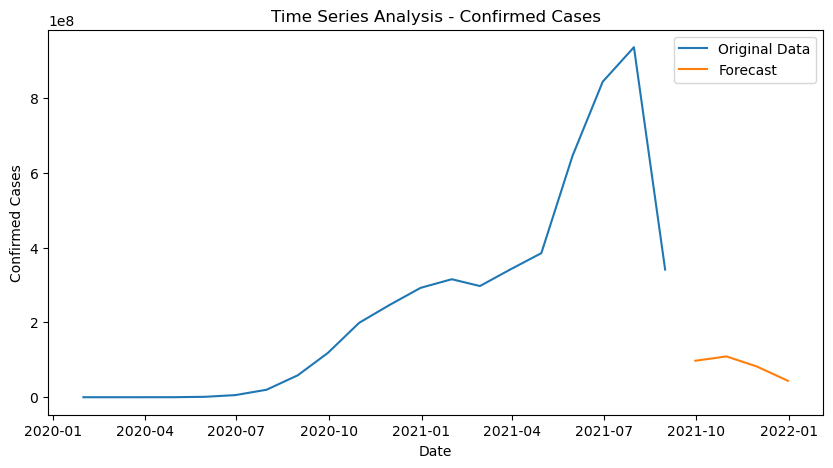 Time Series Analysis - Confirmed Cases
1e8
Original Data
Forecast
8
6
4
2
0
Confirmed Cases
2020-01 2020-04 2020-07 2020-10 2021-01 2021-04 2021-07 2021-10 2022-01
Date